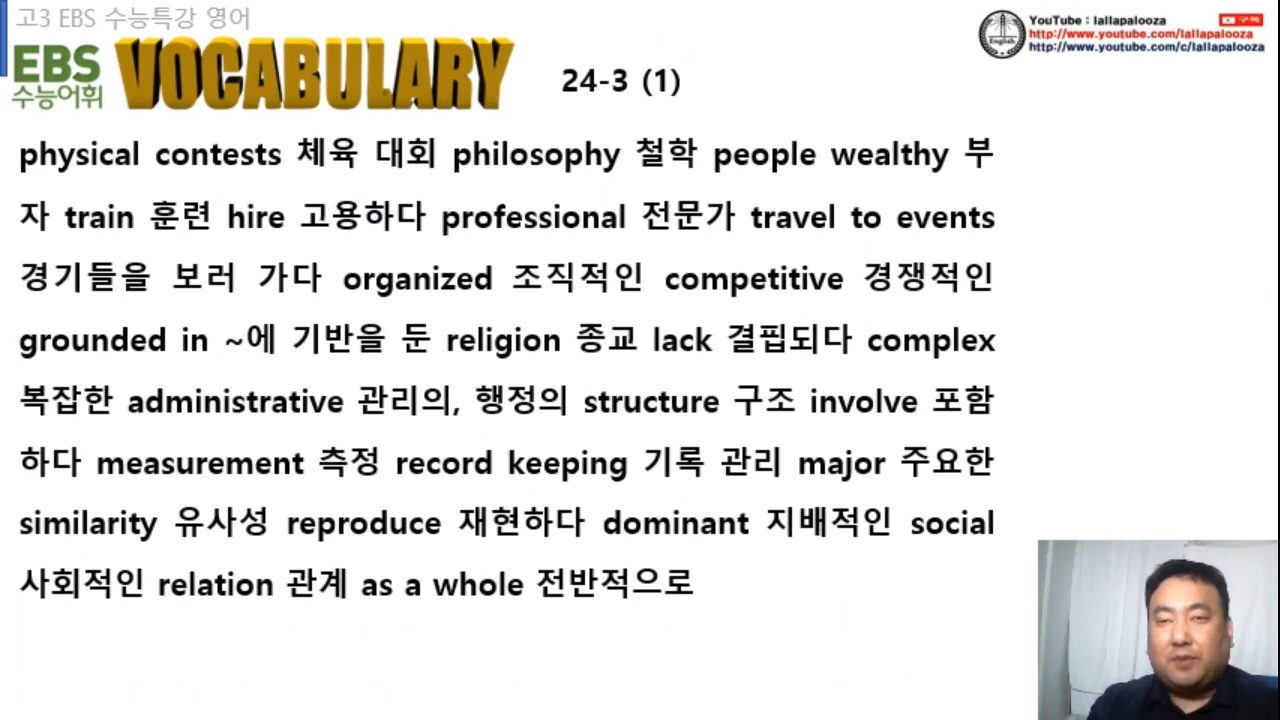 고3 EBS 수능특강 영어
EBS
수능어휘
VOCABULARY
24-3 (1)
YouTube : lallapalooza
구독
http://www.youtube.com/lallapalooza
http://www.youtube.com/c/lallapalooza
English
physical contests 체육 대회 philosophy 철학 people wealthy 부
자 train 훈련 hire 고용하다 professional 전문가 travel to events
경기들을 보러 가다 organized 조직적인 competitive 경쟁적인
grounded in ~에 기반을 둔 religion 종교 lack 결핍되다 complex
복잡한 administrative 관리의, 행정의 structure 구조 involve 포함
하다 measurement 측정 record keeping 기록 관리 major 주요한
similarity 유사성 reproduce 재현하다 dominant 지배적인 social
사회적인 relation 관계 as a whole 전반적으로